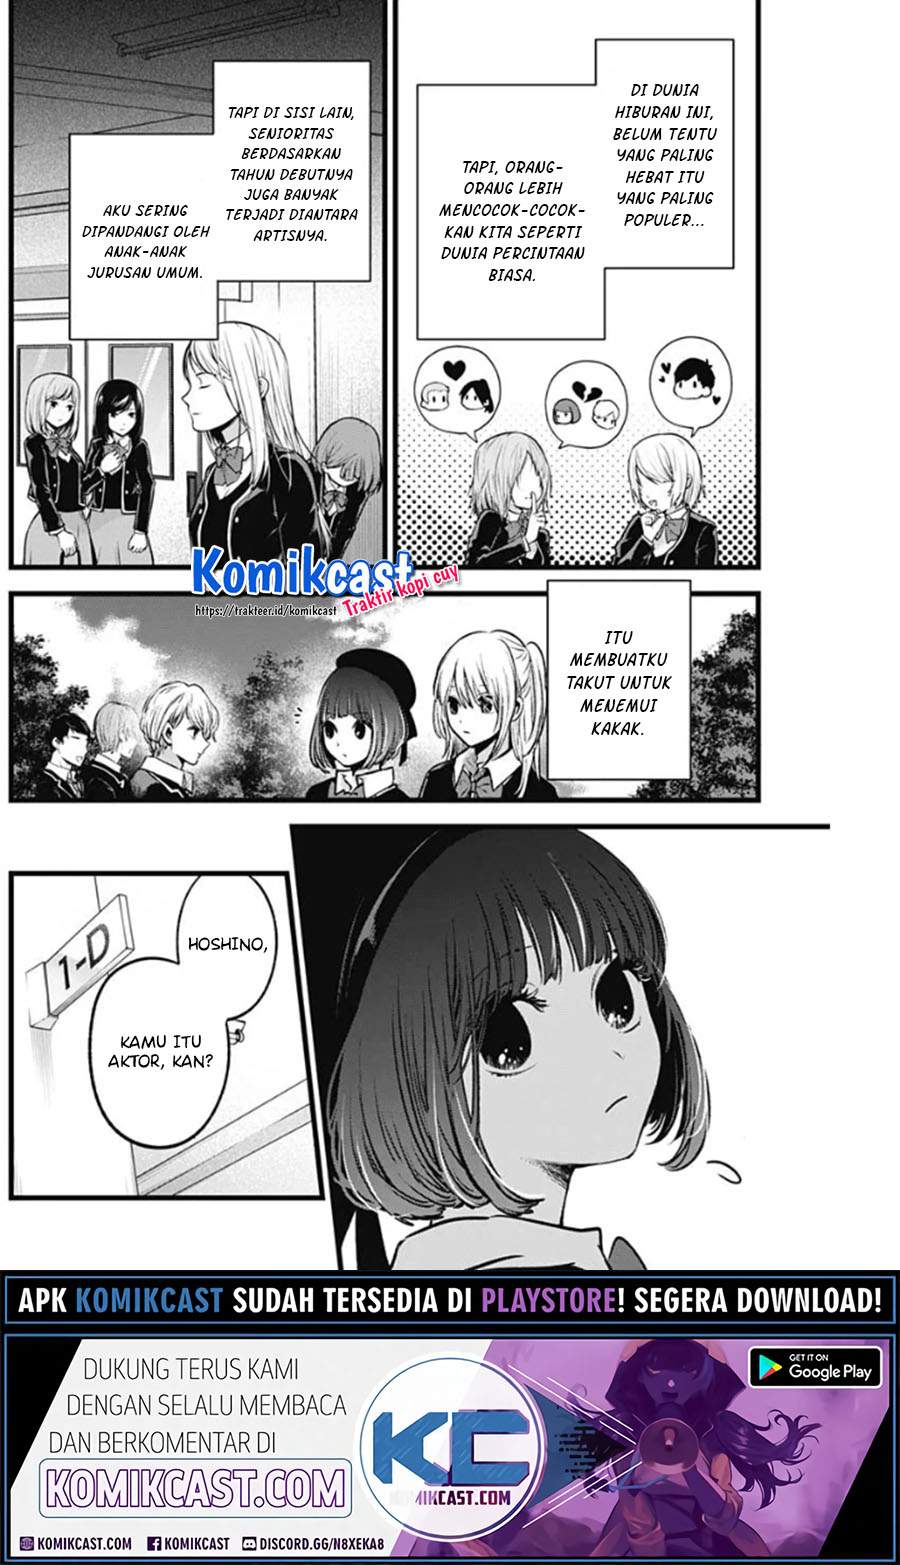 DI DUNIA
HIBURAN INI,
BELUM TENTU
YANG PALING
HEBAT ITU
YANG PALING
POPULER...
TAPI, ORANG-
ORANG LEBIH
MENCOCOK-COCOK-
KAN KITA SEPERTI
DUNIA PERCINTAAN
BIASA.
TAPI DI SISI LAIN,
SENIORITAS
BERDASARKAN
TAHUN DEBUTNYA
JUGA BANYAK
TERJADI DIANTARA
ARTISNYA.
AKU SERING
DIPANDANGI OLEH
ANAK-ANAK
JURUSAN UMUM.
Komikcast
https://trakteer.id/komikcast
Traktir kopi cuy
ITU
MEMBUATKU
TAKUT UNTUK
MENEMUI
KAKAK.
1-D
HOSHINO,
KAMU ITU
AKTOR, KAN?
APK KOMIKCAST SUDAH TERSEDIA DI PLAYSTORE! SEGERA DOWNLOAD!
DUKUNG TERUS KAMI
DENGAN SELALU MEMBACA
DAN BERKOMENTAR DI
KOMIKCAST.COM
KOMIKCAST.COM
KOMIKCAST
DISCORD.GG/N8XEKA8
KC
KOMIKCAST.COM
GET IT ON
Google Play